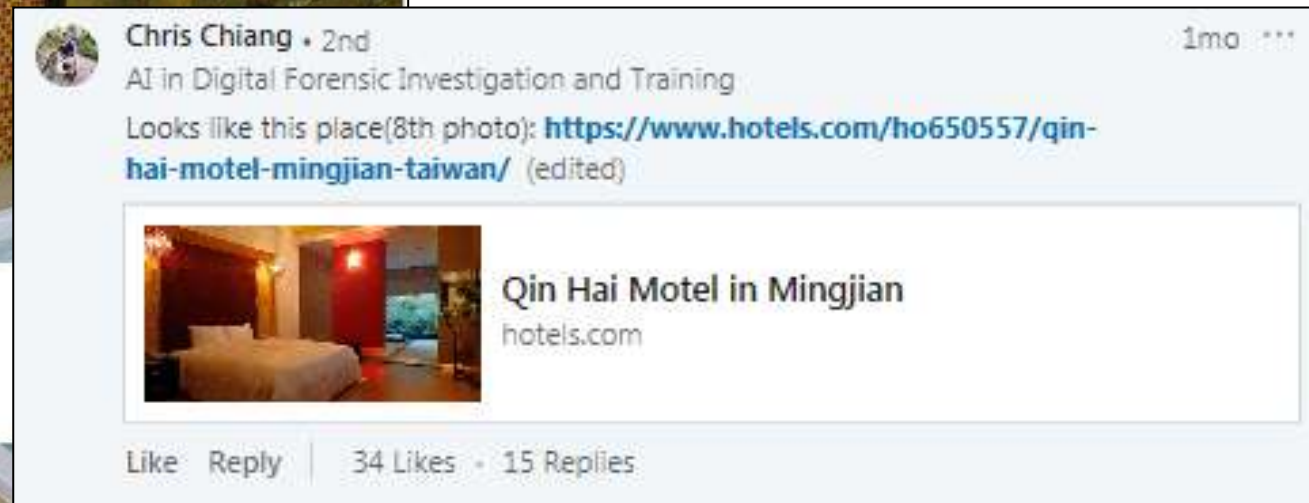 Chris Chiang • 2nd
1mo ···
AI in Digital Forensic Investigation and Training
Looks like this place(8th photo): https://www.hotels.com/ho650557/qin-
hai-motel-mingjian-taiwan/ (edited)
Qin Hai Motel in Mingjian
hotels.com
Like Reply | 34 Likes · 15 Replies